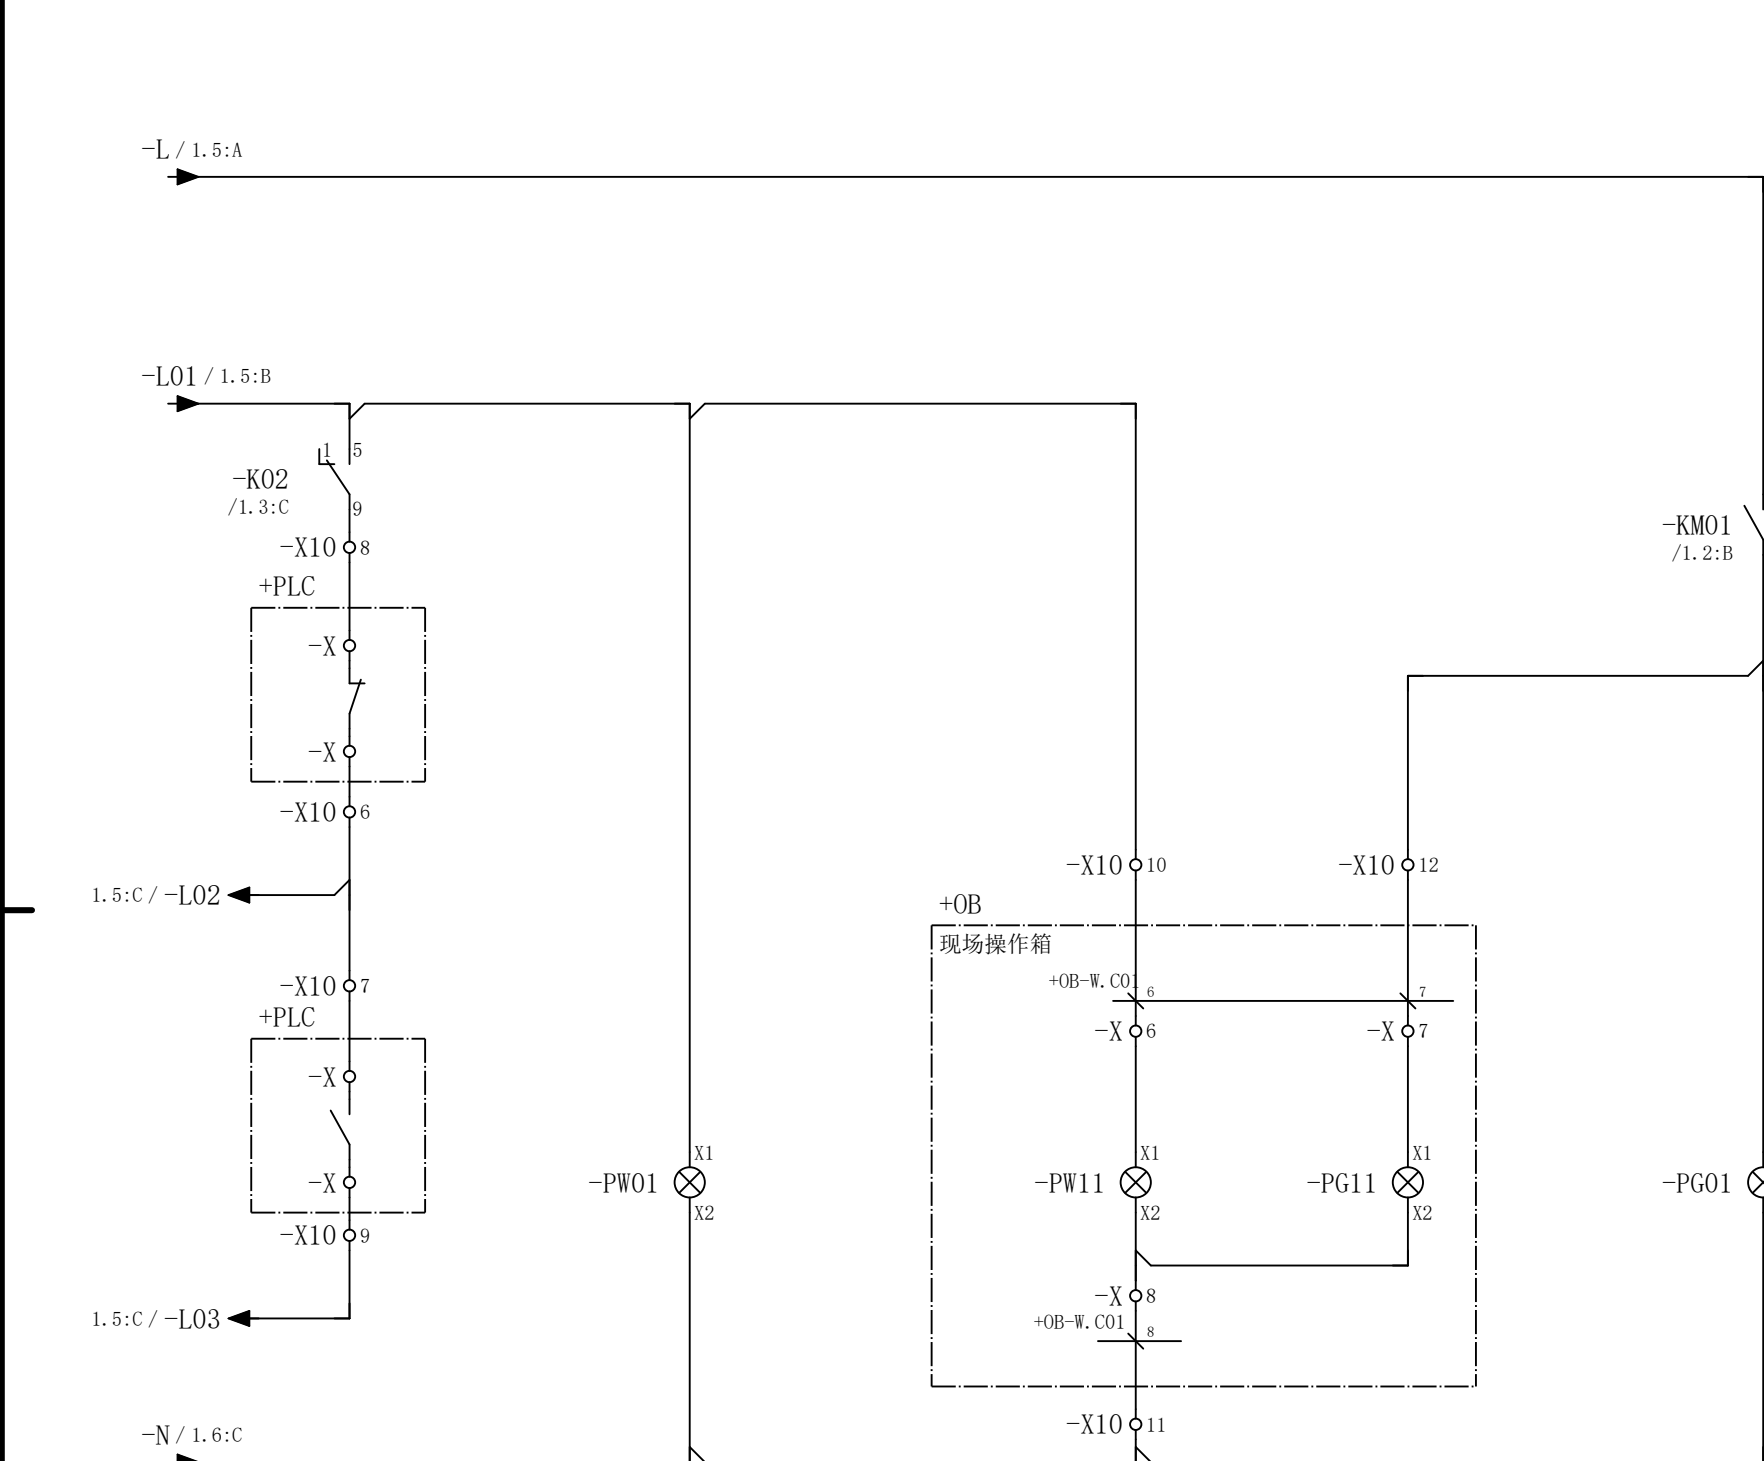 -L / 1.5:A
-L01 / 1.5:B
1 5
-K02
/1.3:C
9
-KM01
/1.2:B
-X10 8
+PLC
-X
-X
-X10 6
-X10 10
-X10 12
1.5:C / -L02
+OB
现场操作箱
-X10 7
+OB-W.C01 6
7
+PLC
-X 6
-X 7
-X
X1
X1
X1
-X
-PW01
-PW11
-PG11
-PG01
X2
X2
X2
-X10 9
-X 8
1.5:C / -L03
+OB-W.C01 8
-X10 11
-N / 1.6:C